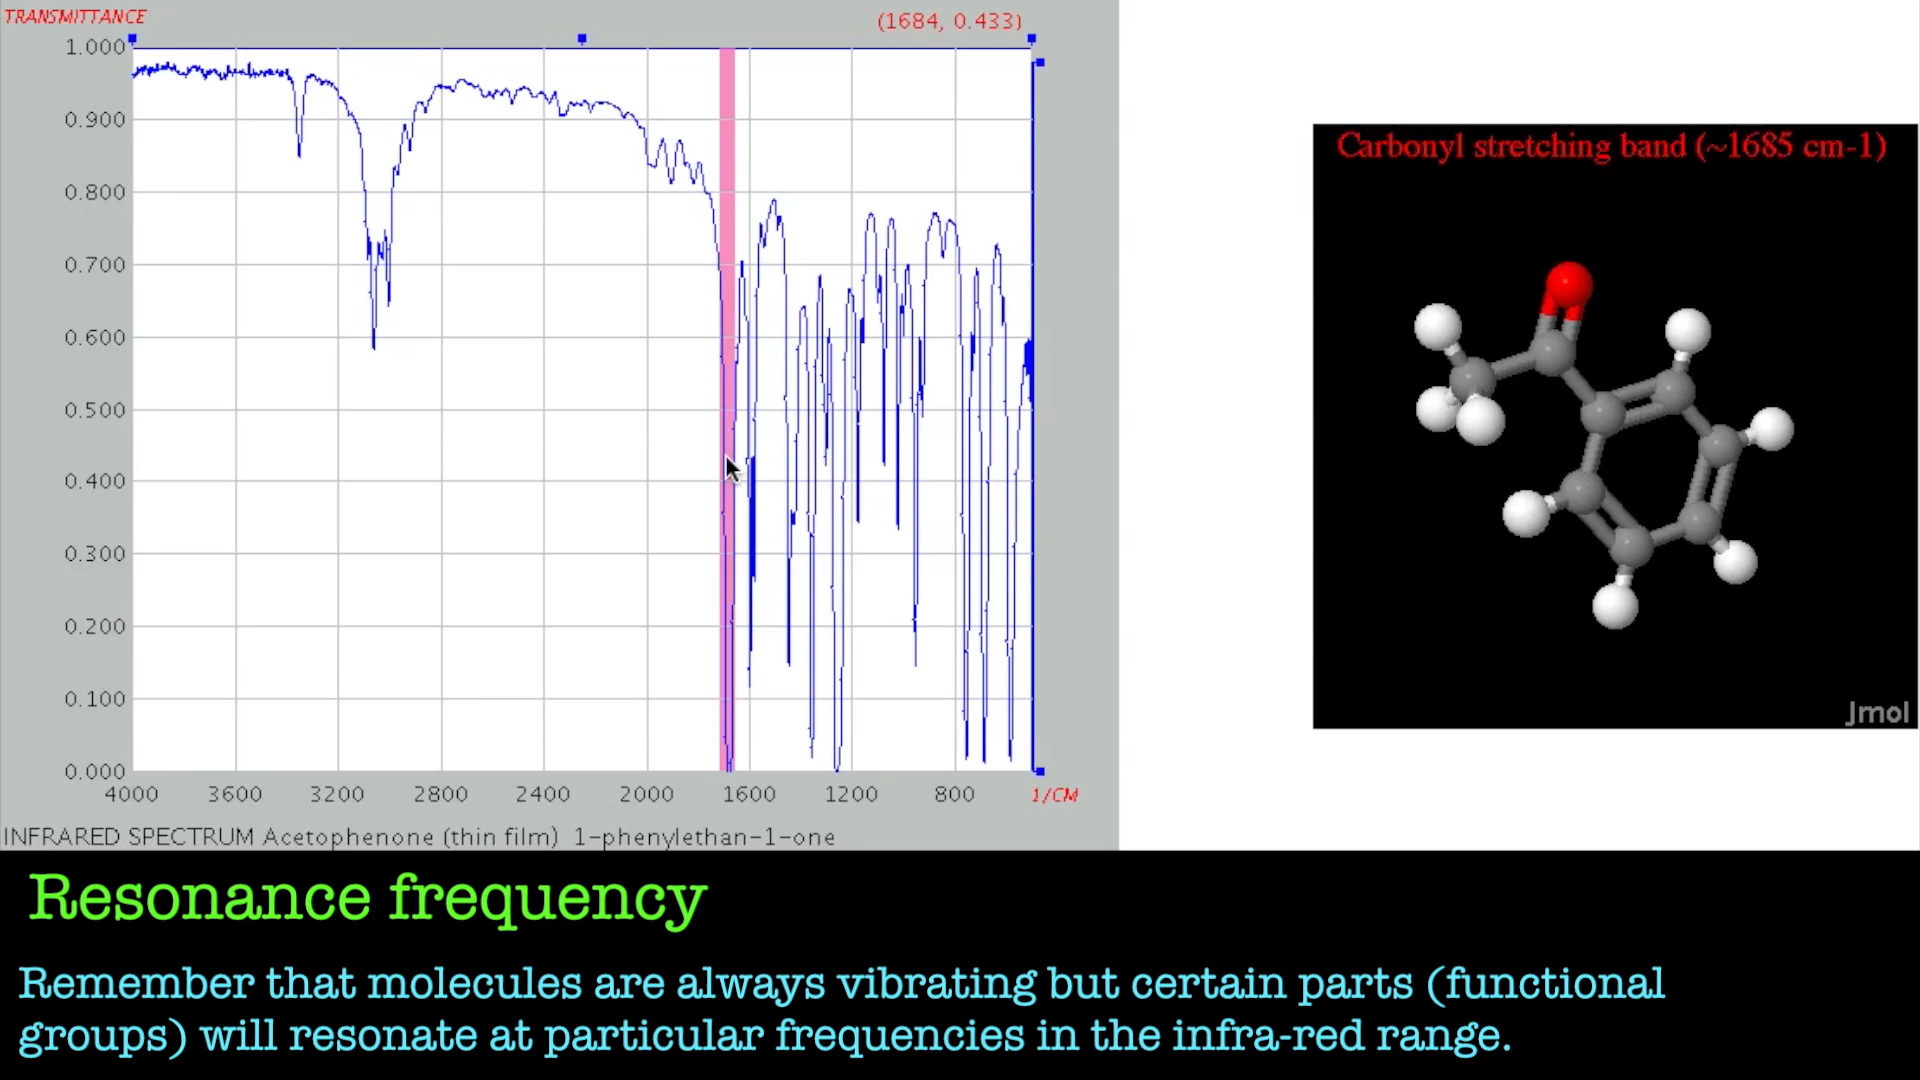 TRANSMITTANCE
(1684, 0.433)
1.000
0.900
0.800
0.700
0.600
0.500
0.400
0.300
0.200
0.100
0.000
4000 3600 3200 2800 2400 2000 1600 1200 800 1/CM
INFRARED SPECTRUM Acetophenone (thin film) 1-phenylethan-1-one
Carbonyl stretching band (~1685 cm-1)
Jmol
Resonance frequency
Remember that molecules are always vibrating but certain parts (functional
groups) will resonate at particular frequencies in the infra-red range.